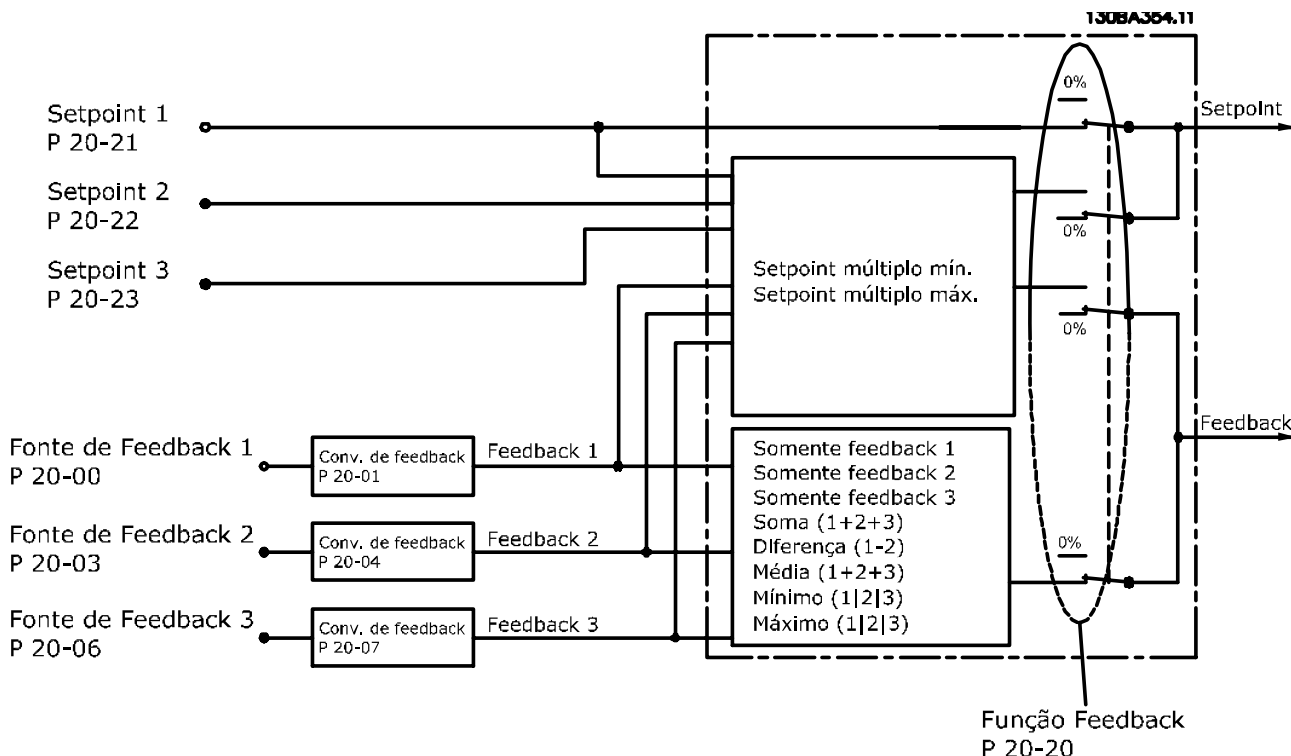 130BA354.11
Setpoint 1
P 20-21
Setpoint 2
P 20-22
Setpoint 3
P 20-23
0%
Setpoint
0%
Setpoint múltiplo mín.
Setpoint múltiplo máx.
0%
Feedback
Fonte de Feedback 1
P 20-00
Conv. de feedback
P 20-01
Feedback 1
Fonte de Feedback 2
P 20-03
Conv. de feedback
P 20-04
Feedback 2
Fonte de Feedback 3
P 20-06
Conv. de feedback
P 20-07
Feedback 3
Somente feedback 1
Somente feedback 2
Somente feedback 3
Soma (1+2+3)
Diferença (1-2)
Média (1+2+3)
Mínimo (1|2|3)
Máximo (1|2|3)
0%
Função Feedback
P 20-20